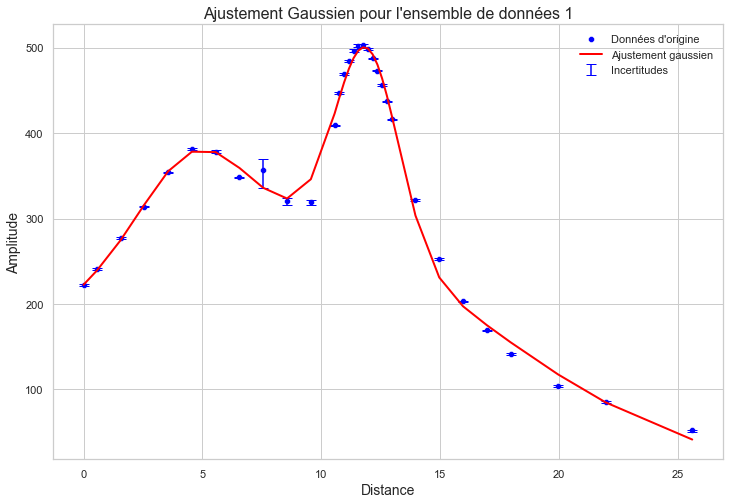 Ajustement Gaussien pour l'ensemble de données 1
Données d'origine
Ajustement gaussien
Incertitudes
Amplitude
500
400
300
200
100
0 5 10 15 20 25
Distance